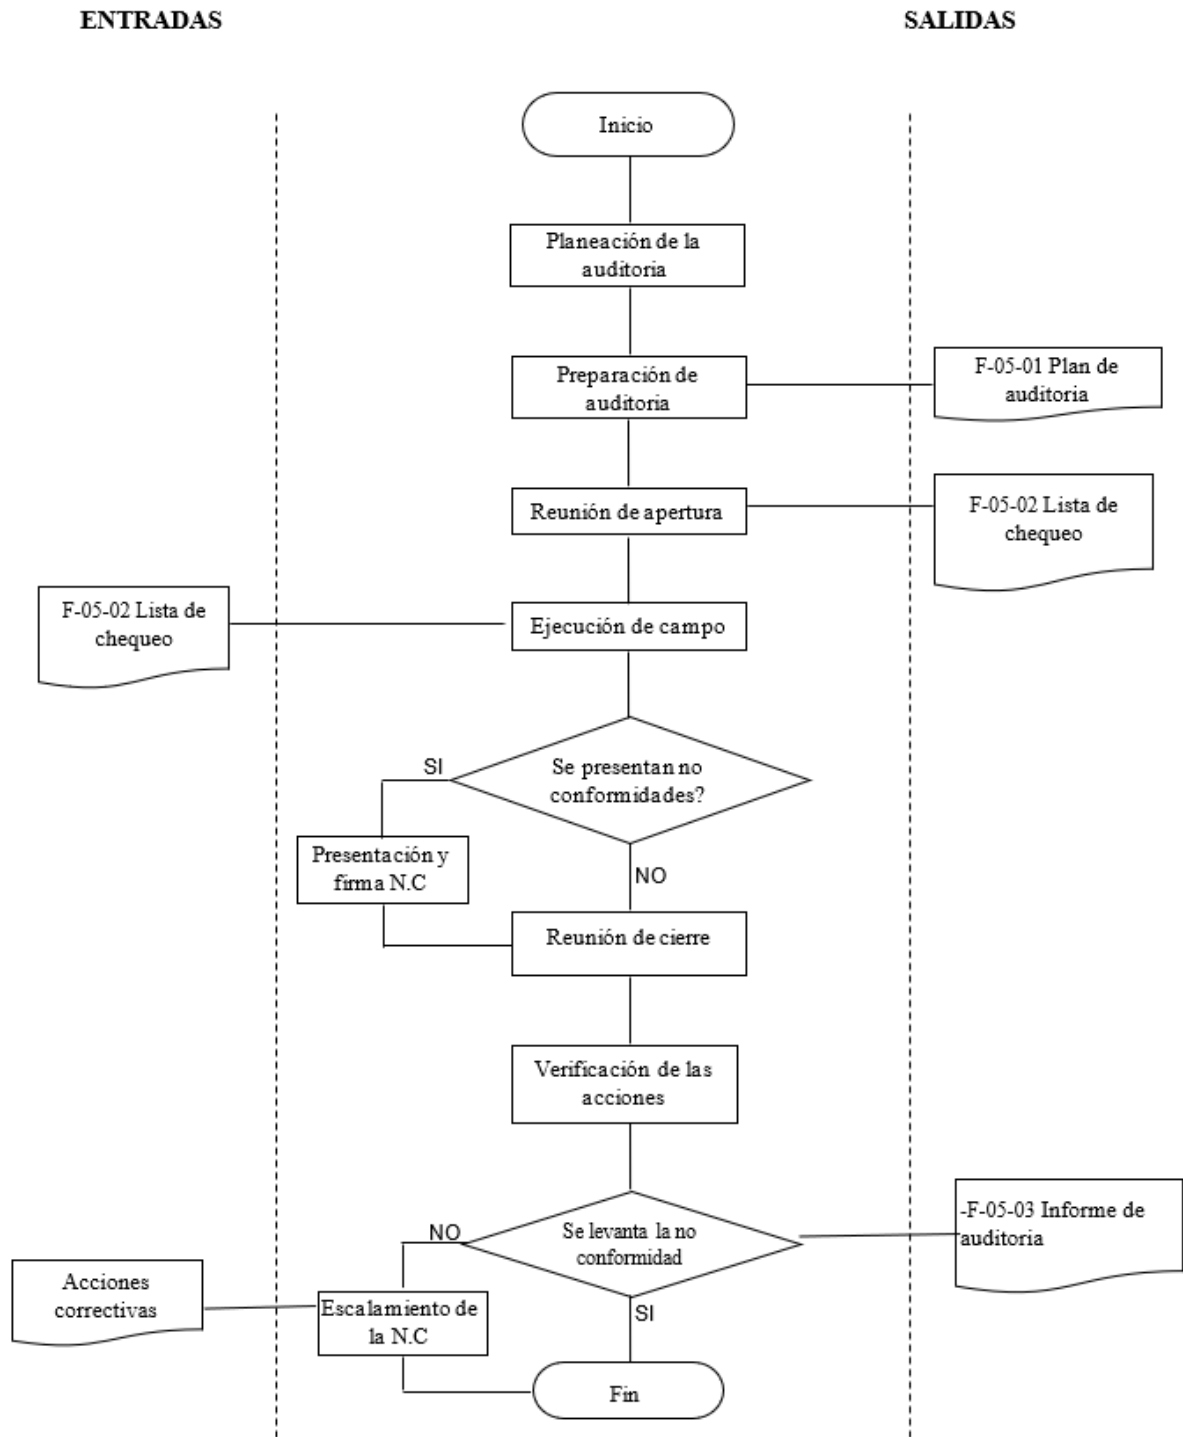 ENTRADAS
SALIDAS
Inicio
Planeación de la
auditoria
Preparación de
auditoria
F-05-01 Plan de
auditoria
Reunión de apertura
F-05-02 Lista de
chequeo
F-05-02 Lista de
chequeo
Ejecución de campo
Se presentan no
conformidades?
SI
NO
Presentación y
firma N.C
Reunión de cierre
Verificación de las
acciones
Se levanta la no
conformidad
NO
SI
-F-05-03 Informe de
auditoria
Acciones
correctivas
Escalamiento de
la N.C
Fin